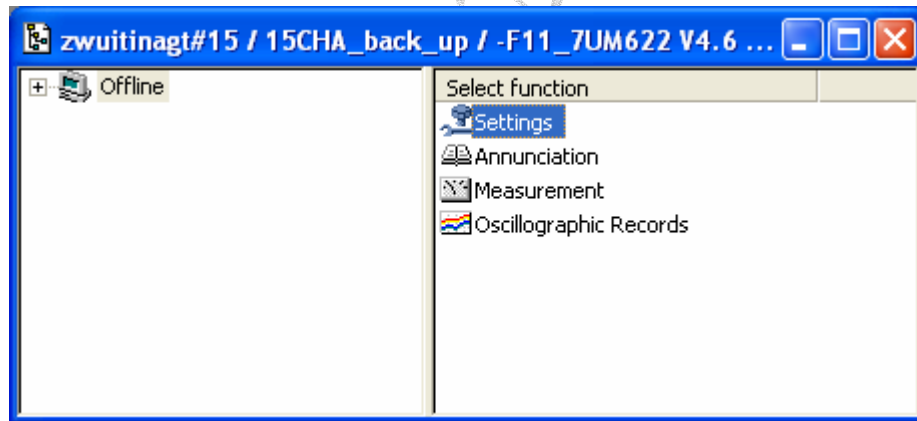 zwuitinagt#15 / 15CHA_back_up / -F11_7UM622 V4.6 ...
Offline
Select function
Settings
Annunciation
Measurement
Oscillographic Records